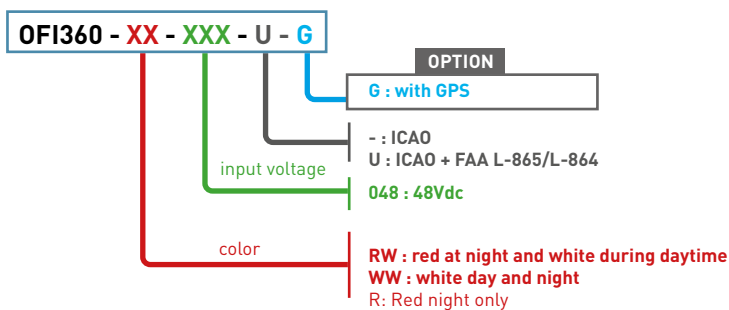 OFI360 - XX - XXX - U - G
OPTION
G : with GPS
- : ICAO
U : ICAO + FAA L-865/L-864
input voltage
048 : 48Vdc
color
RW : red at night and white during daytime
WW : white day and night
R: Red night only